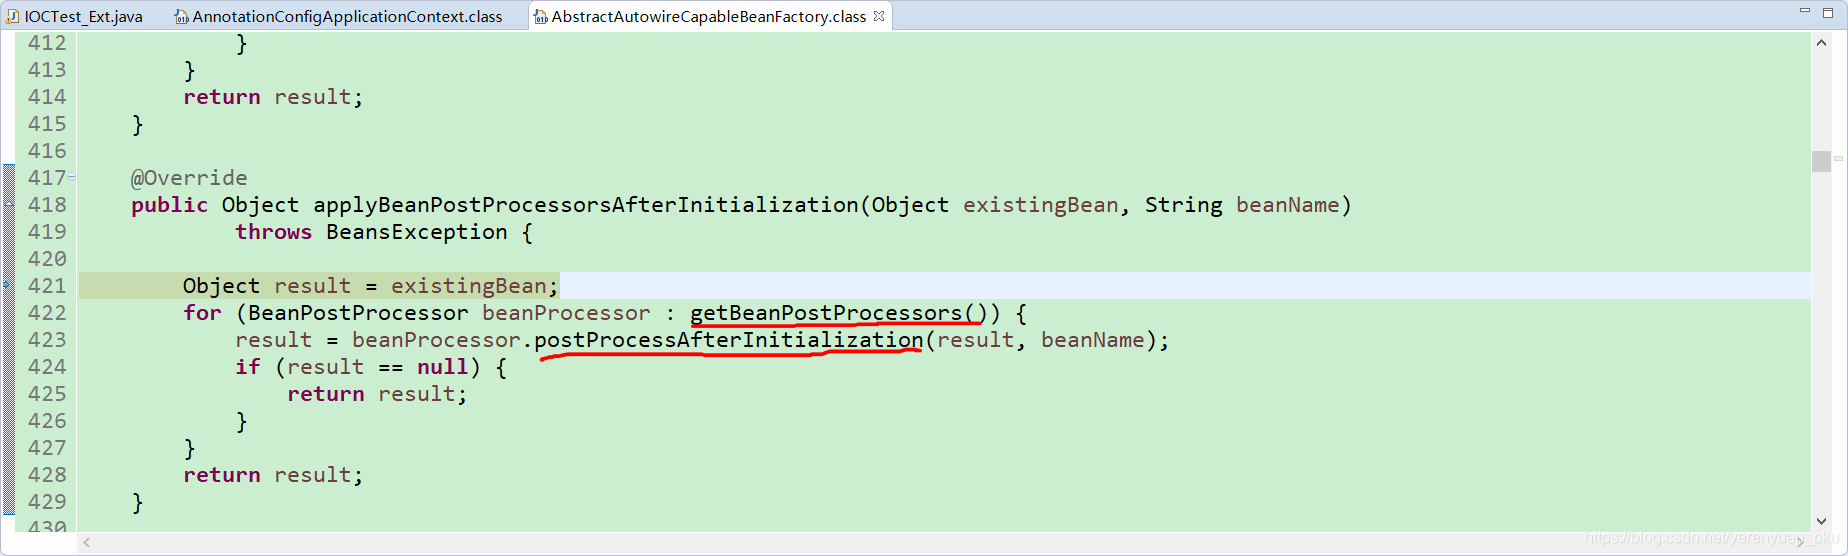 IOCTest_Ext.java AnnotationConfigApplicationContext.class AbstractAutowireCapableBeanFactory.class
412 }
413 }
414 return result;
415 }
416
417 @Override
418 public Object applyBeanPostProcessorsAfterInitialization(Object existingBean, String beanName)
419 throws BeansException {
420
421 Object result = existingBean;
422 for (BeanPostProcessor beanProcessor : getBeanPostProcessors()) {
423 result = beanProcessor.postProcessAfterInitialization(result, beanName);
424 if (result == null) {
425 return result;
426 }
427 }
428 return result;
429 }
430
https://blog.csdn.net/yerenyuan_pku